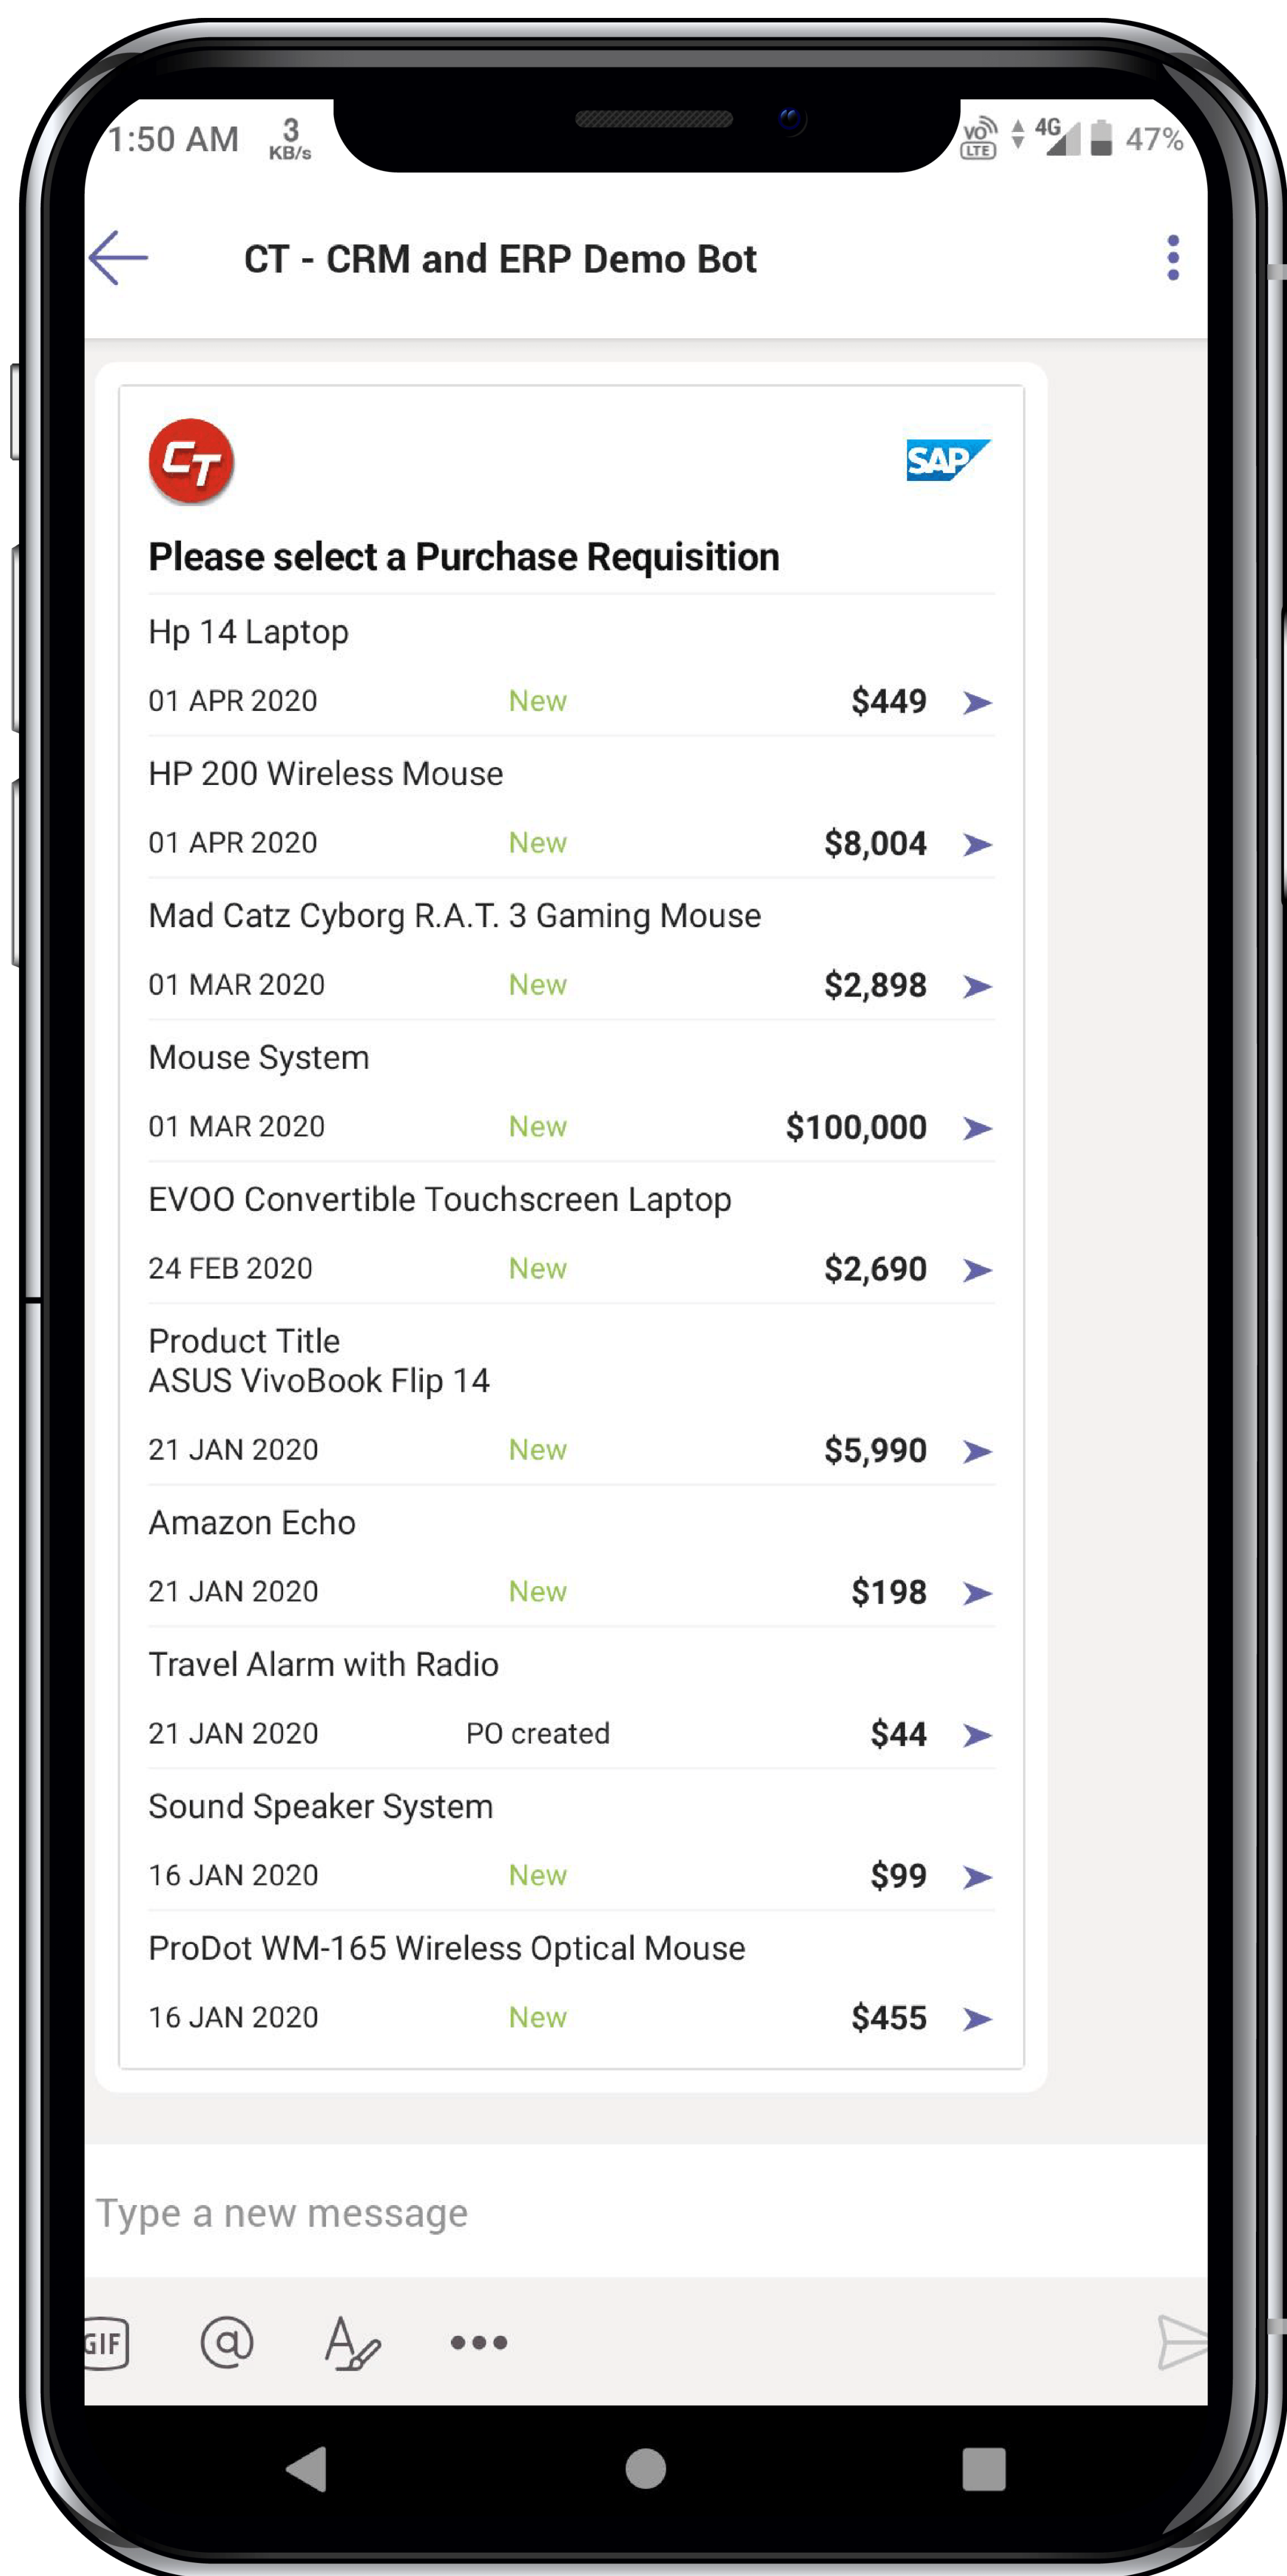 1:50 AM 3 KB/s VO LTE 4G 47%
CT - CRM and ERP Demo Bot
CT SAP
Please select a Purchase Requisition
Hp 14 Laptop
01 APR 2020 New $449
HP 200 Wireless Mouse
01 APR 2020 New $8,004
Mad Catz Cyborg R.A.T. 3 Gaming Mouse
01 MAR 2020 New $2,898
Mouse System
01 MAR 2020 New $100,000
EVOO Convertible Touchscreen Laptop
24 FEB 2020 New $2,690
Product Title
ASUS VivoBook Flip 14
21 JAN 2020 New $5,990
Amazon Echo
21 JAN 2020 New $198
Travel Alarm with Radio
21 JAN 2020 PO created $44
Sound Speaker System
16 JAN 2020 New $99
ProDot WM-165 Wireless Optical Mouse
16 JAN 2020 New $455
Type a new message
GIF @ A